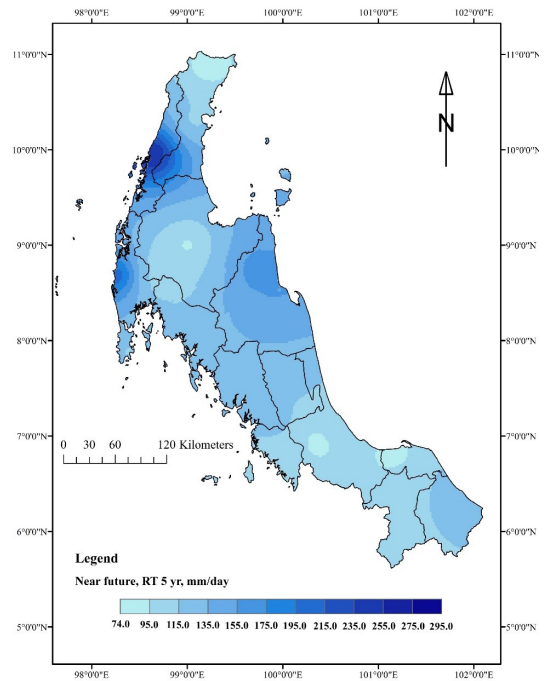 98°0'0"E 99°0'0"E 100°0'0"E 101°0'0"E 102°0'0"E
11°0'0"N 11°0'0"N
N
10°0'0"N 10°0'0"N
9°0'0"N 9°0'0"N
8°0'0"N 8°0'0"N
7°0'0"N 7°0'0"N
0 30 60 120 Kilometers
6°0'0"N 6°0'0"N
Legend
Near future, RT 5 yr, mm/day
74.0 95.0 115.0 135.0 155.0 175.0 195.0 215.0 235.0 255.0 275.0 295.0
5°0'0"N 5°0'0"N
98°0'0"E 99°0'0"E 100°0'0"E 101°0'0"E 102°0'0"E